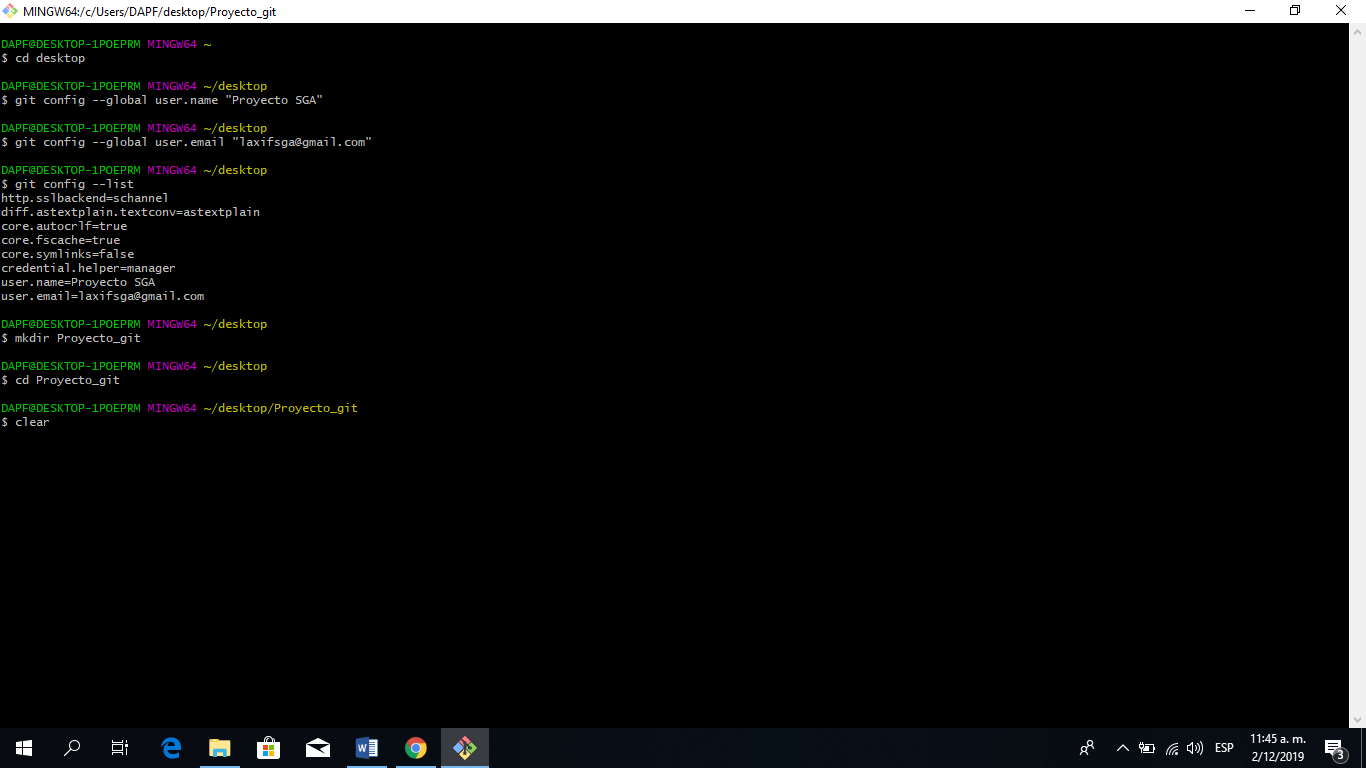 MINGW64:/c/Users/DAPF/desktop/Proyecto_git
DAPF@DESKTOP-1POEPRM MINGW64 ~
$ cd desktop
DAPF@DESKTOP-1POEPRM MINGW64 ~/desktop
$ git config --global user.name "Proyecto SGA"
DAPF@DESKTOP-1POEPRM MINGW64 ~/desktop
$ git config --global user.email "laxifsga@gmail.com"
DAPF@DESKTOP-1POEPRM MINGW64 ~/desktop
$ git config --list
http.sslbackend=schannel
diff.astextplain.textconv=astextplain
core.autocrlf=true
core.fscache=true
core.symlinks=false
credential.helper=manager
user.name=Proyecto SGA
user.email=laxifsga@gmail.com
DAPF@DESKTOP-1POEPRM MINGW64 ~/desktop
$ mkdir Proyecto_git
DAPF@DESKTOP-1POEPRM MINGW64 ~/desktop
$ cd Proyecto_git
DAPF@DESKTOP-1POEPRM MINGW64 ~/desktop/Proyecto_git
$ clear
W
ESP
11:45 a. m.
2/12/2019
3